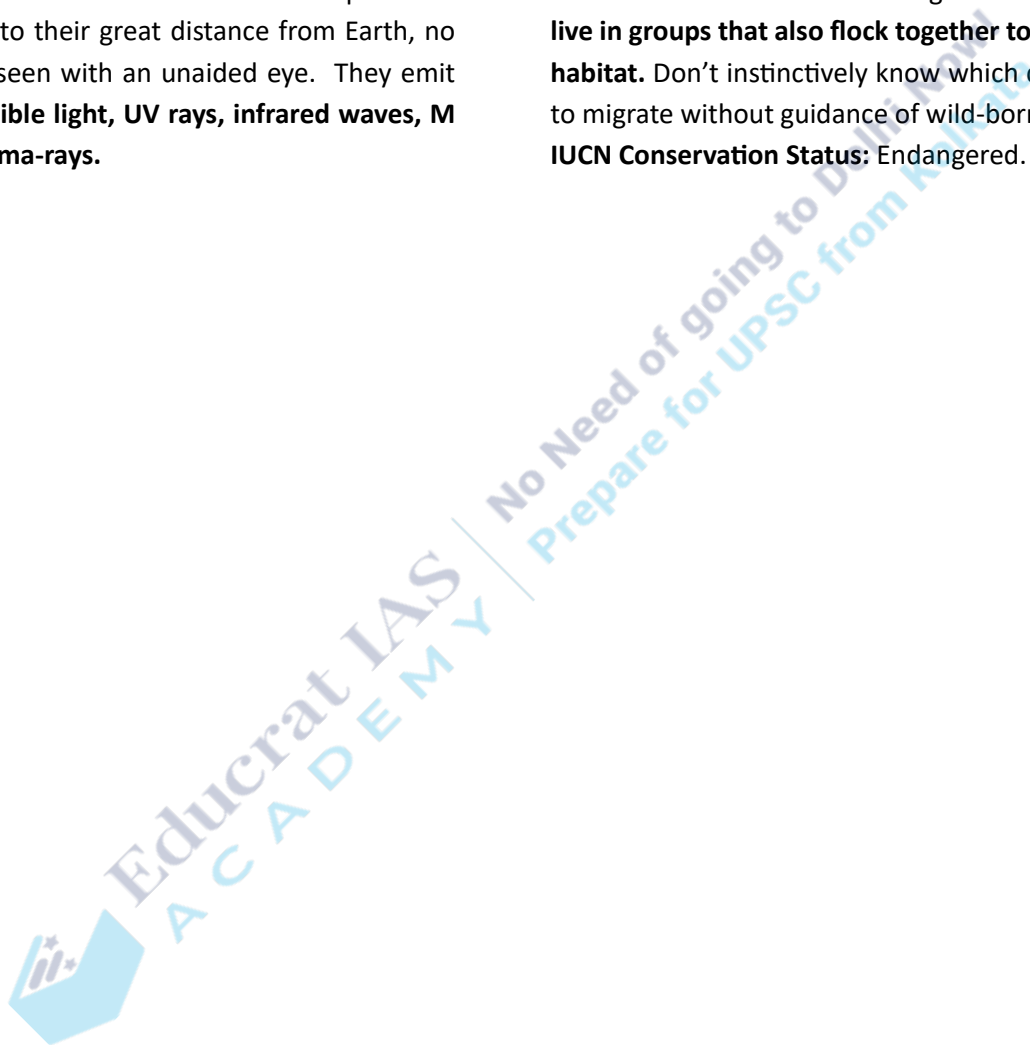 to their great distance from Earth, no
seen with an unaided eye. They emit
ible light, UV rays, infrared waves, M
ma-rays.
live in groups that also flock together to
habitat. Don't instinctively know which
to migrate without guidance of wild-born
IUCN Conservation Status: Endangered.
Educrat IAS
ACADEMY
No Need of going to Delhi Now
Prepare for UPSC from Kolkata